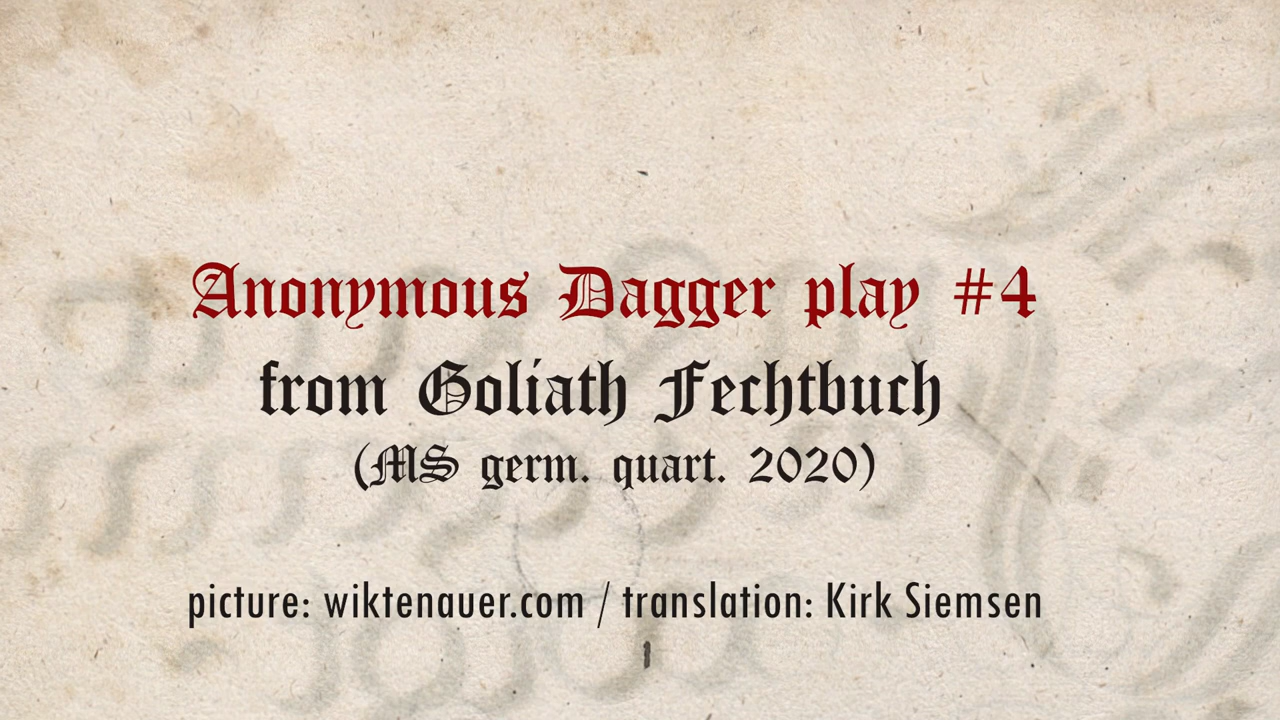 Anonymous Dagger play #4
from Goliath Fechtbuch
(MS germ. quart. 2020)
picture: wiktenauer.com / translation: Kirk Siemsen